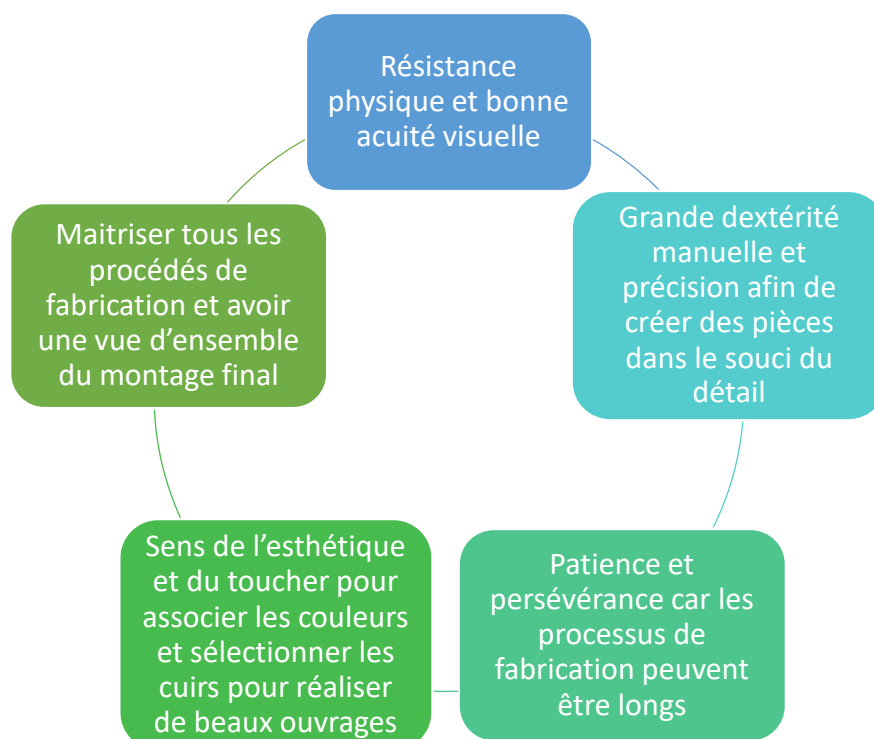 Résistance
physique et bonne
acuité visuelle
Grande dextérité
manuelle et
précision afin de
créer des pièces
dans le souci du
détail
Patience et
persévérance car les
processus de
fabrication peuvent
être longs
Sens de l’esthétique
et du toucher pour
associer les couleurs
et sélectionner les
cuirs pour réaliser
de beaux ouvrages
Maitriser tous les
procédés de
fabrication et avoir
une vue d’ensemble
du montage final